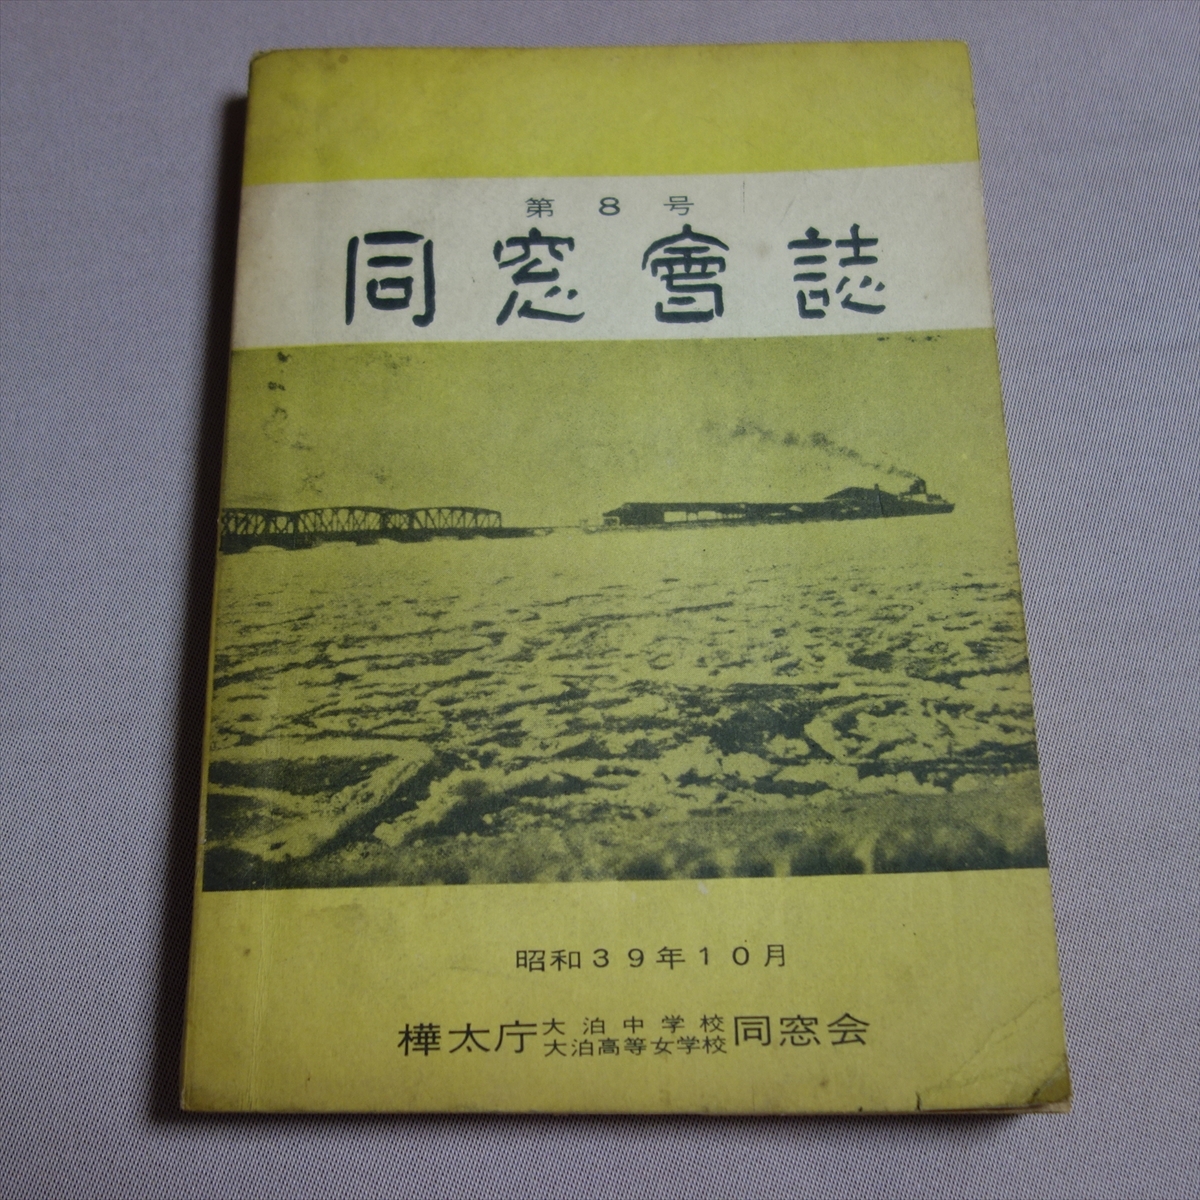 第8号
同窓會誌
昭和39年10月
樺太庁大泊中学校大泊高等女学校同窓会